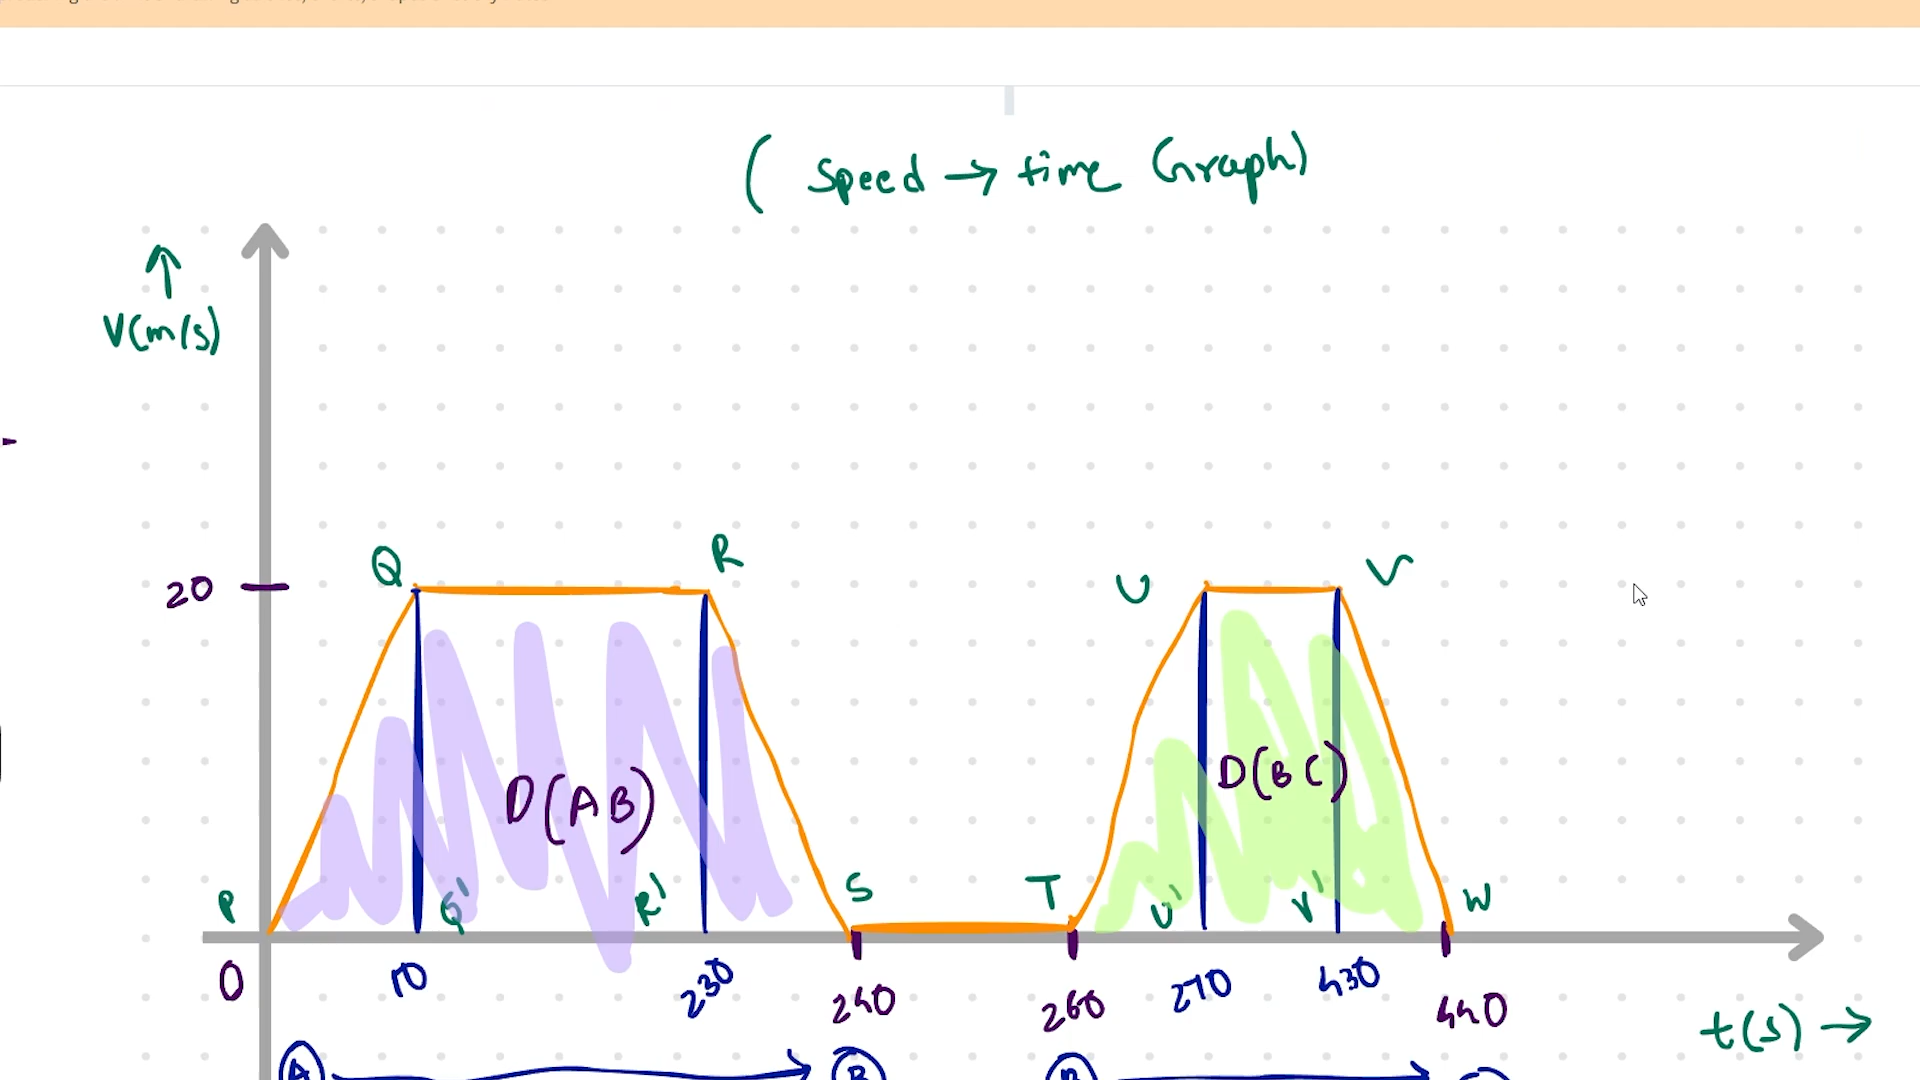 ( Speed → time Graph)
↑
V(m/s)
Q
R
U
V
20
D(AB)
D(BC)
P
Q'
R'
S
T
U'
V'
W
0
10
230
240
260
270
430
440
t(s) →
A
B
B